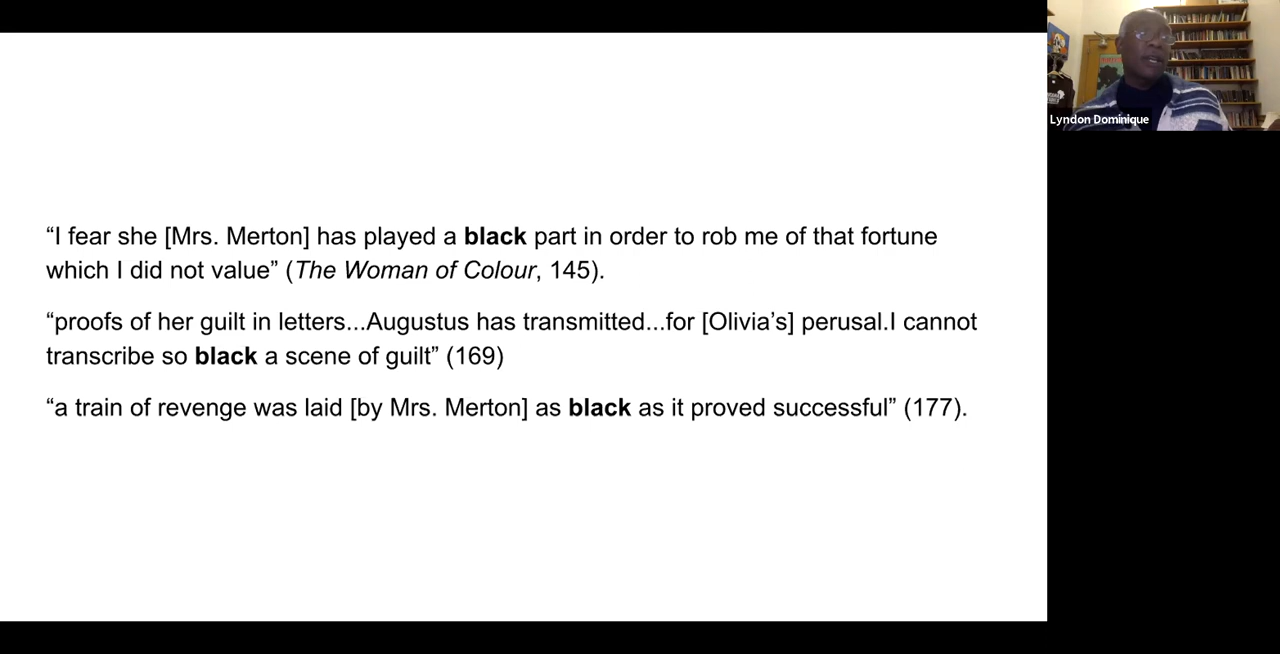 “I fear she [Mrs. Merton] has played a black part in order to rob me of that fortune
which I did not value” (The Woman of Colour, 145).
“proofs of her guilt in letters...Augustus has transmitted...for [Olivia’s] perusal.I cannot
transcribe so black a scene of guilt” (169)
“a train of revenge was laid [by Mrs. Merton] as black as it proved successful” (177).
Lyndon Dominique